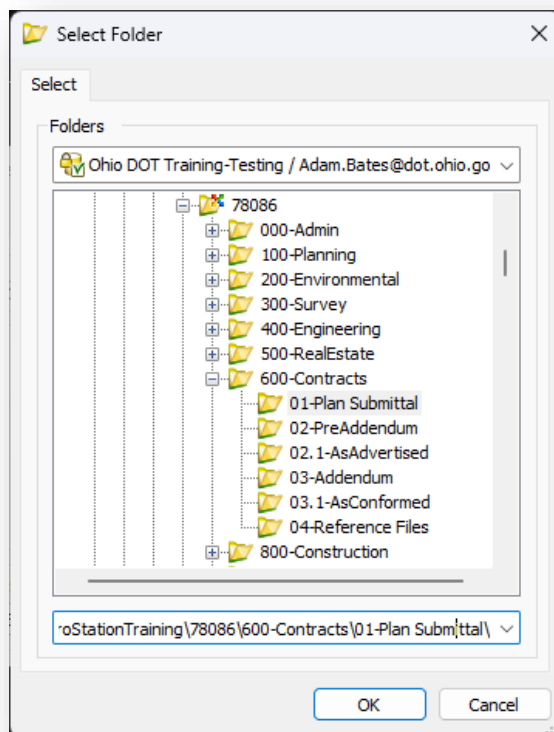 Select Folder
Select
Folders
Ohio DOT Training-Testing / Adam.Bates@dot.ohio.go
78086
000-Admin
100-Planning
200-Environmental
300-Survey
400-Engineering
500-RealEstate
600-Contracts
01-Plan Submittal
02-PreAddendum
02.1-AsAdvertised
03-Addendum
03.1-AsConformed
04-Reference Files
800-Construction
roStationTraining\78086\600-Contracts\01-Plan Submittal\
OK Cancel